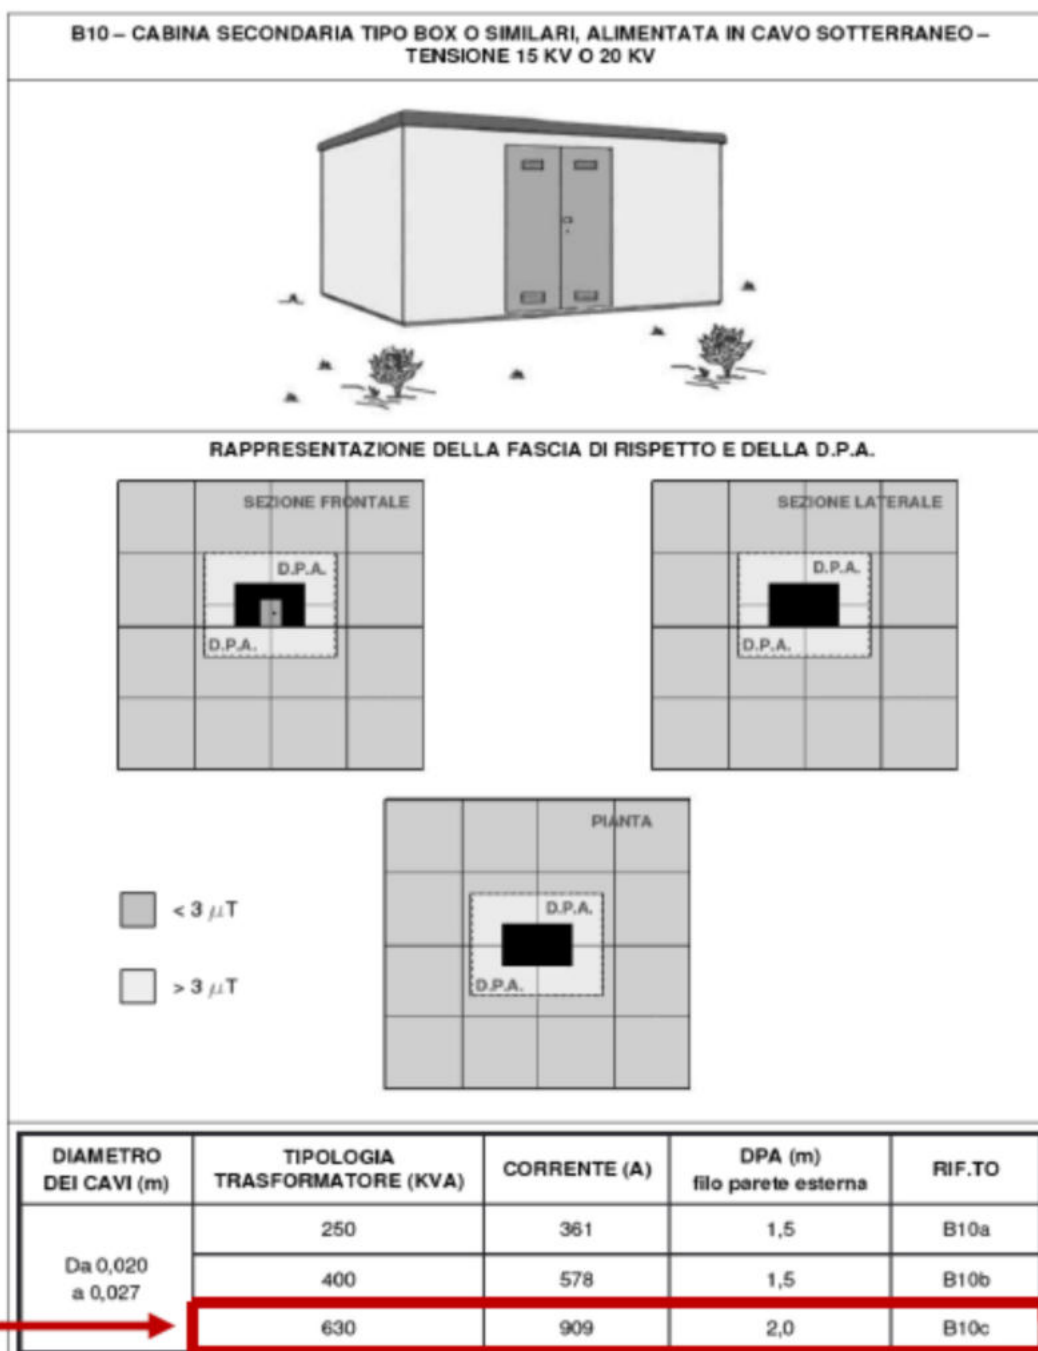 B10 – CABINA SECONDARIA TIPO BOX O SIMILARI, ALIMENTATA IN CAVO SOTTERRANEO –
TENSIONE 15 KV O 20 KV
RAPPRESENTAZIONE DELLA FASCIA DI RISPETTO E DELLA D.P.A.
SEZIONE FRONTALE
D.P.A.
D.P.A.
SEZIONE LATERALE
D.P.A.
D.P.A.
PIANTA
D.P.A.
D.P.A.
< 3 μT
> 3 μT
DIAMETRO
DEI CAVI (m)
TIPOLOGIA
TRASFORMATORE (KVA)
CORRENTE (A)
DPA (m)
filo parete esterna
RIF.TO
Da 0,020
a 0,027
250 361 1,5 B10a
400 578 1,5 B10b
630 909 2,0 B10c